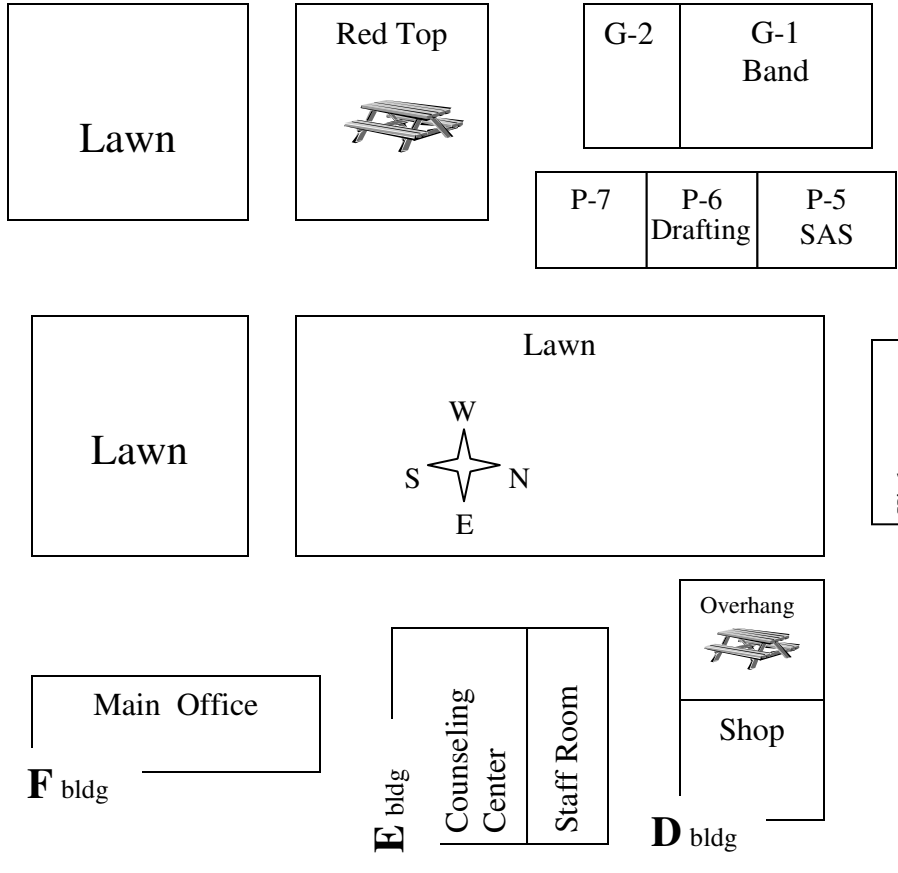 Red Top
G-2
G-1
Band
Lawn
P-7
P-6
Drafting
P-5
SAS
Lawn
Lawn
W
S
N
E
Overhang
Main Office
Counseling
Center
Staff Room
Shop
F bldg
E bldg
D bldg